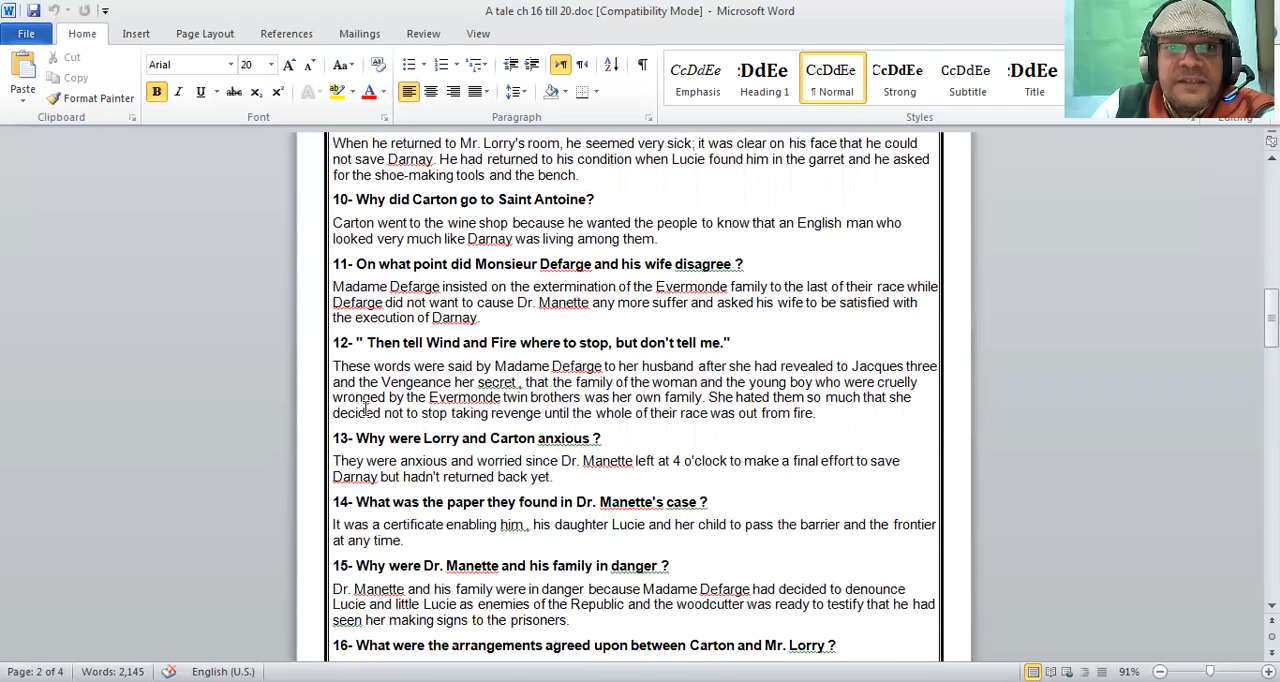 A tale ch 16 till 20.doc [Compatibility Mode] - Microsoft Word
File Home Insert Page Layout References Mailings Review View
Paste
Cut
Copy
Format Painter
Clipboard
Arial 20 Aa
B I U abc x₂ x² A ab A
Font
Paragraph
CcDdEe :DdEe CcDdEe CcDdEe CcDdEe :DdEe
Emphasis Heading 1 ¶ Normal Strong Subtitle Title
Styles
When he returned to Mr. Lorry's room, he seemed very sick; it was clear on his face that he could
not save Darnay. He had returned to his condition when Lucie found him in the garret and he asked
for the shoe-making tools and the bench.
10- Why did Carton go to Saint Antoine?
Carton went to the wine shop because he wanted the people to know that an English man who
looked very much like Darnay was living among them.
11- On what point did Monsieur Defarge and his wife disagree ?
Madame Defarge insisted on the extermination of the Evermonde family to the last of their race while
Defarge did not want to cause Dr. Manette any more suffer and asked his wife to be satisfied with
the execution of Darnay.
12- " Then tell Wind and Fire where to stop, but don't tell me."
These words were said by Madame Defarge to her husband after she had revealed to Jacques three
and the Vengeance her secret , that the family of the woman and the young boy who were cruelly
wronged by the Evermonde twin brothers was her own family. She hated them so much that she
decided not to stop taking revenge until the whole of their race was out from fire.
13- Why were Lorry and Carton anxious ?
They were anxious and worried since Dr. Manette left at 4 o'clock to make a final effort to save
Darnay but hadn't returned back yet.
14- What was the paper they found in Dr. Manette's case ?
It was a certificate enabling him , his daughter Lucie and her child to pass the barrier and the frontier
at any time.
15- Why were Dr. Manette and his family in danger ?
Dr. Manette and his family were in danger because Madame Defarge had decided to denounce
Lucie and little Lucie as enemies of the Republic and the woodcutter was ready to testify that he had
seen her making signs to the prisoners.
16- What were the arrangements agreed upon between Carton and Mr. Lorry ?
Page: 2 of 4 Words: 2,145 English (U.S.) 91%